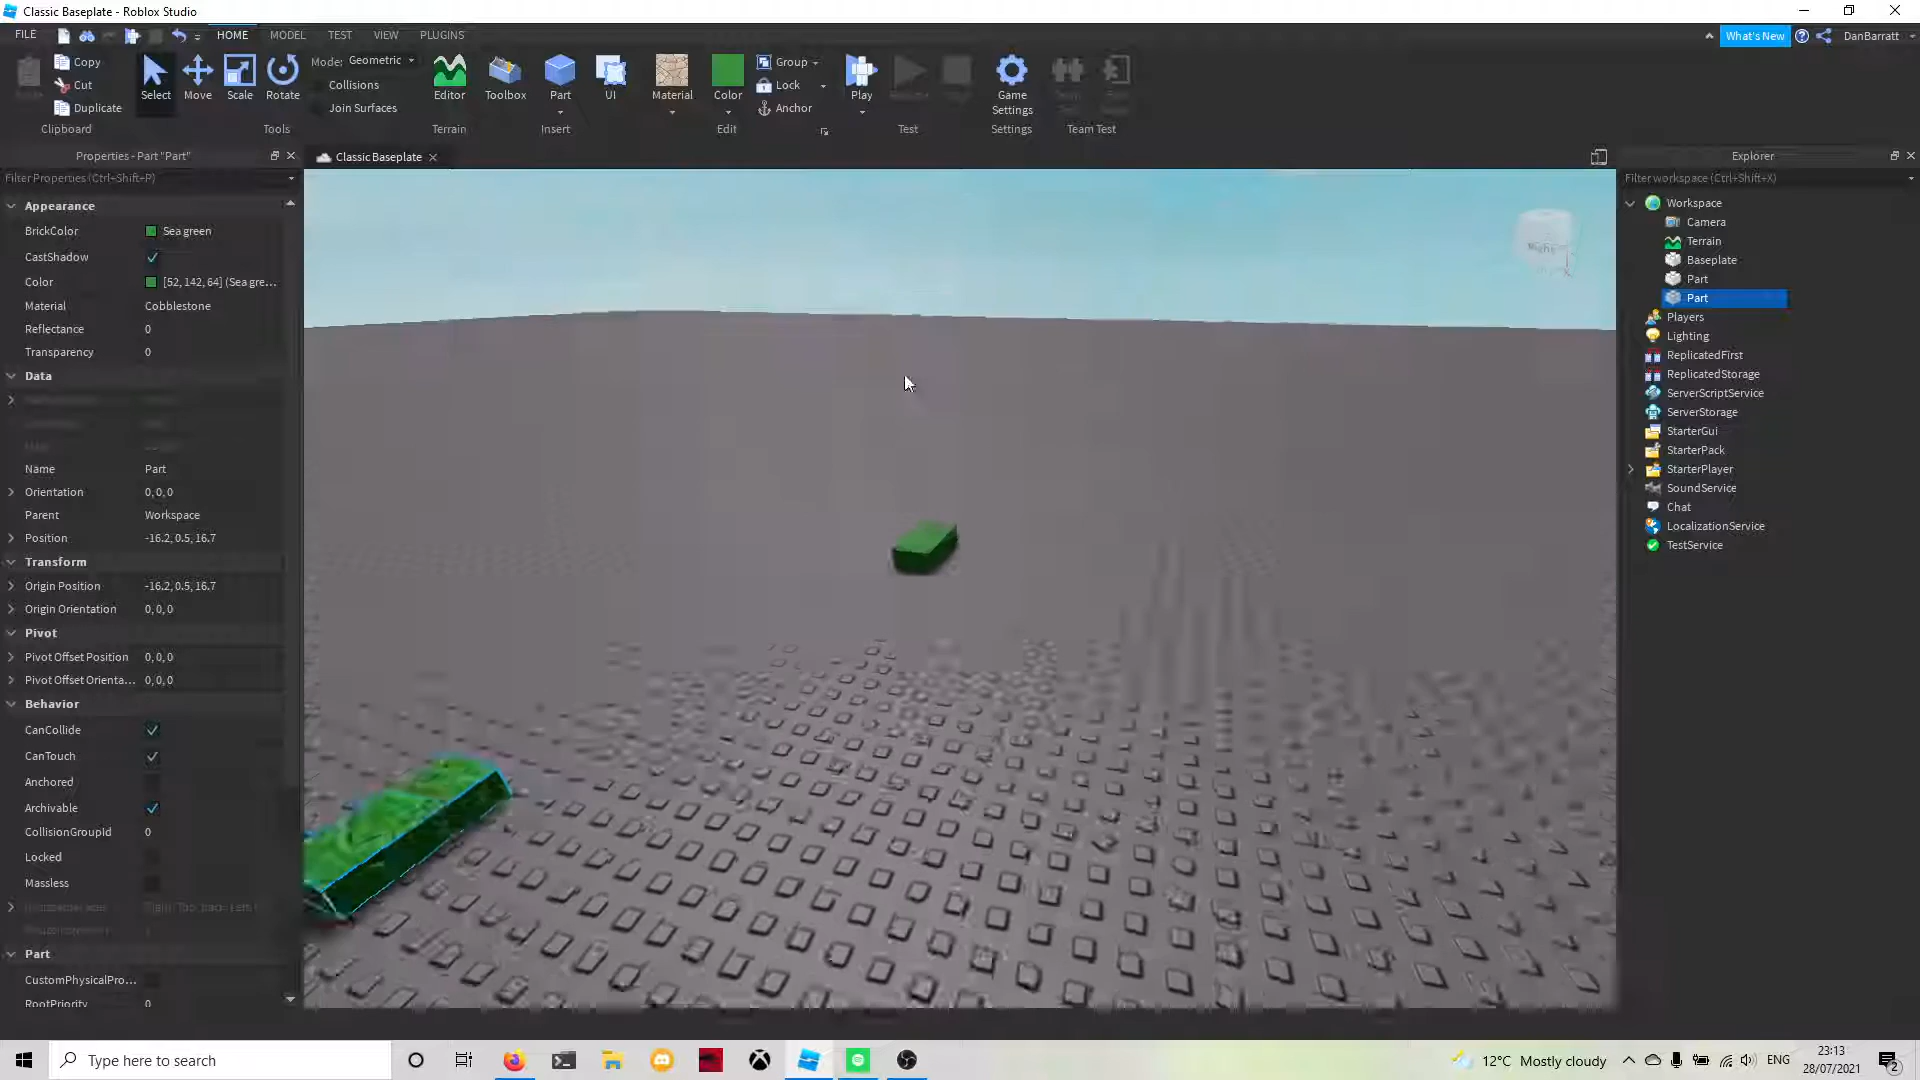 Classic Baseplate - Roblox Studio
FILE
HOME
MODEL
TEST
VIEW
PLUGINS
What's New
DanBarratt
Copy
Cut
Duplicate
Clipboard
Select
Move
Scale
Rotate
Mode: Geometric
Collisions
Join Surfaces
Tools
Editor
Terrain
Toolbox
Part
UI
Insert
Material
Color
Group
Lock
Anchor
Edit
Play
Test
Game
Settings
Settings
Team Test
Properties - Part "Part"
Filter Properties (Ctrl+Shift+P)
Appearance
BrickColor Sea green
CastShadow
Color [52, 142, 64] (Sea gre...
Material Cobblestone
Reflectance 0
Transparency 0
Data
Name Part
Orientation 0, 0, 0
Parent Workspace
Position -16.2, 0.5, 16.7
Transform
Origin Position -16.2, 0.5, 16.7
Origin Orientation 0, 0, 0
Pivot
Pivot Offset Position 0, 0, 0
Pivot Offset Orienta... 0, 0, 0
Behavior
CanCollide
CanTouch
Anchored
Archivable
CollisionGroupId 0
Locked
Massless
Part
CustomPhysicalPro...
RootPriority 0
Classic Baseplate
Explorer
Filter workspace (Ctrl+Shift+X)
Workspace
Camera
Terrain
Baseplate
Part
Part
Players
Lighting
ReplicatedFirst
ReplicatedStorage
ServerScriptService
ServerStorage
StarterGui
StarterPack
StarterPlayer
SoundService
Chat
LocalizationService
TestService
Type here to search
12°C Mostly cloudy
ENG
23:13
28/07/2021
2